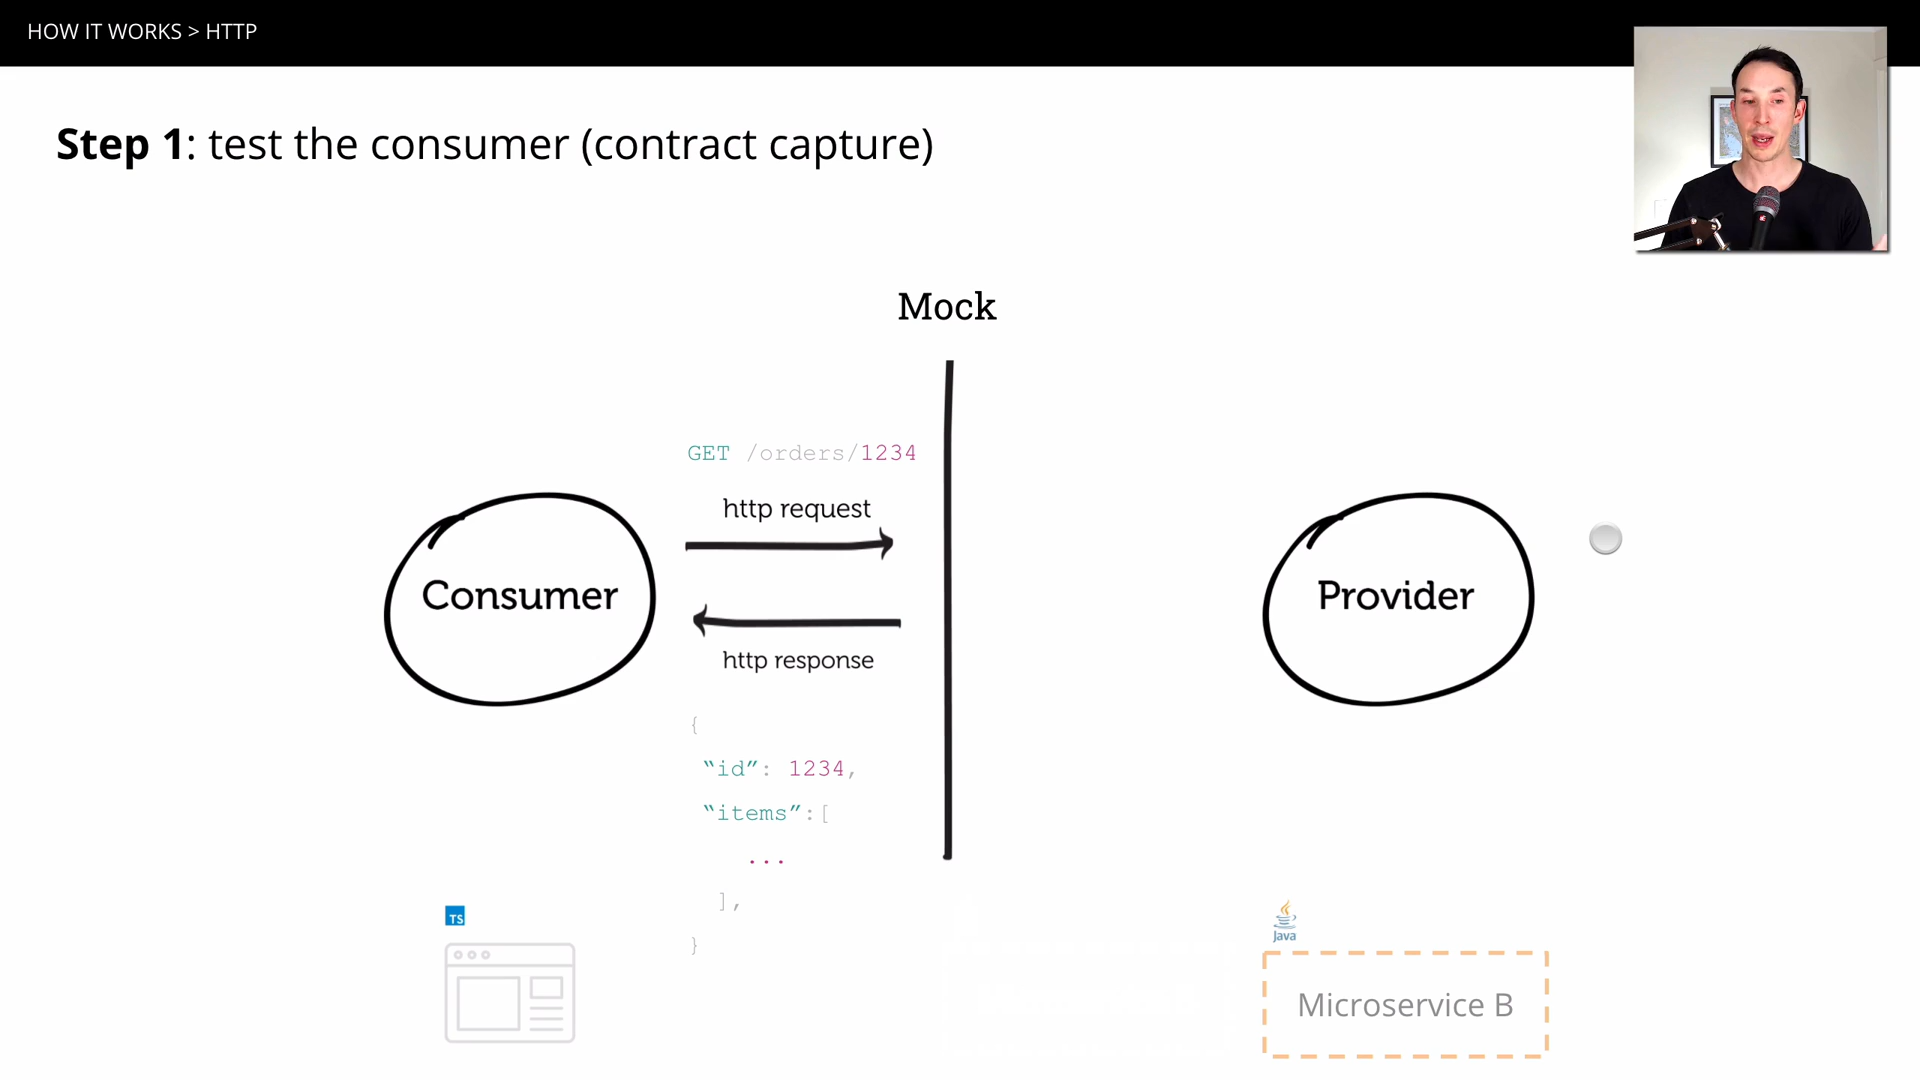 HOW IT WORKS > HTTP
Step 1: test the consumer (contract capture)
Mock
GET /orders/1234
http request
Consumer
Provider
http response
{
“id”: 1234,
“items”:[
...
],
}
TS
Java
Microservice B